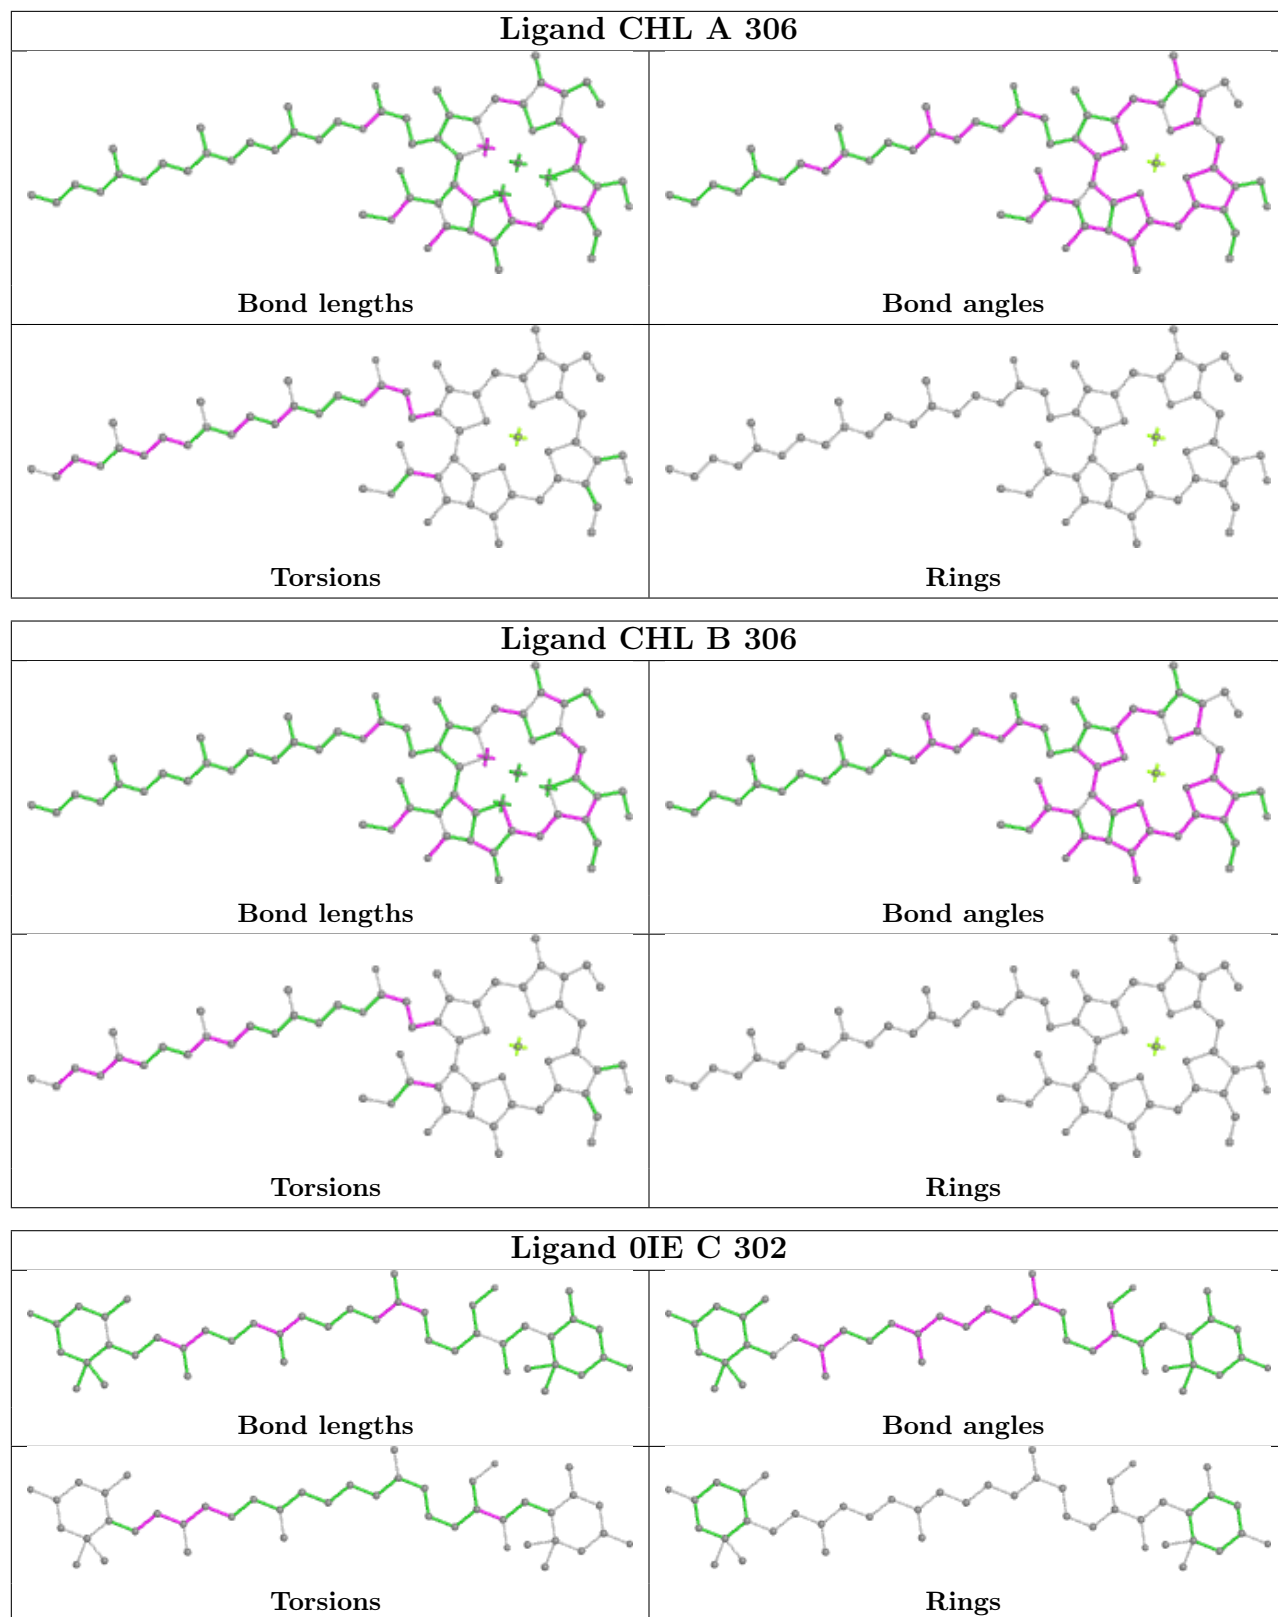 Ligand CHL A 306
Bond lengths
Bond angles
Torsions
Rings
Ligand CHL B 306
Bond lengths
Bond angles
Torsions
Rings
Ligand 0IE C 302
Bond lengths
Bond angles
Torsions
Rings